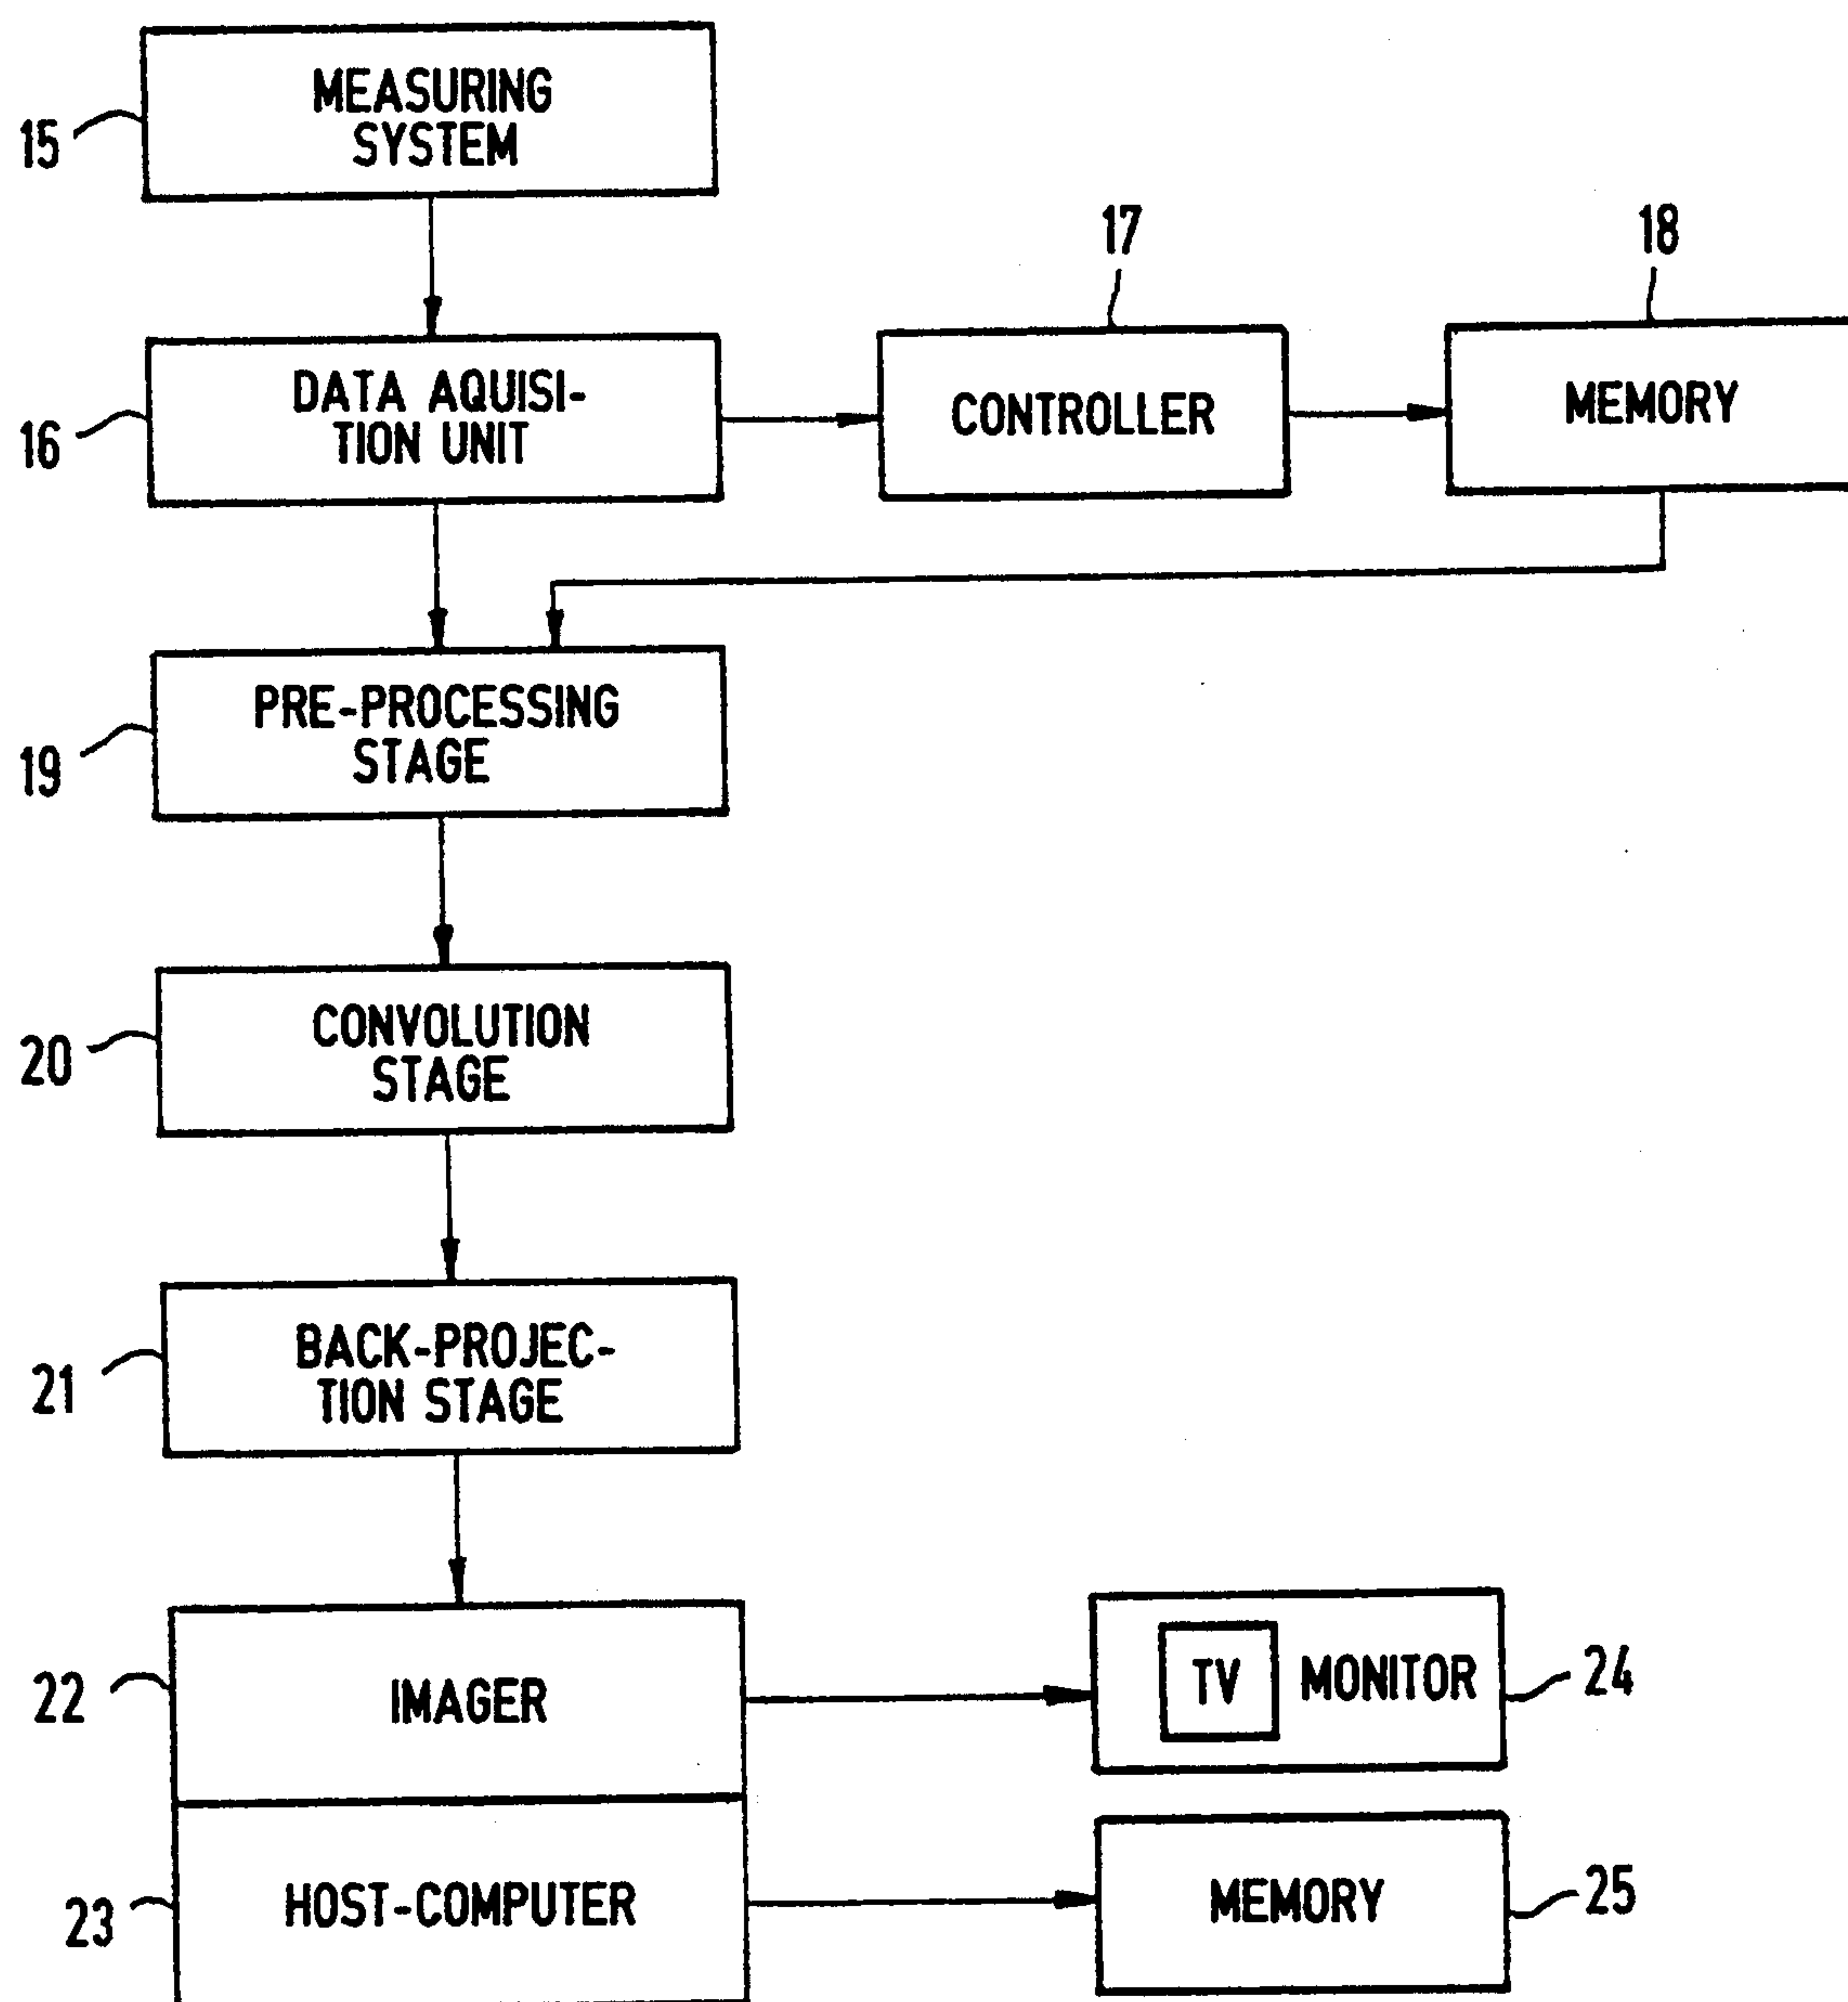 MEASURING
SYSTEM
15
17
18
DATA AQUISI-
TION UNIT
16
CONTROLLER
MEMORY
PRE-PROCESSING
STAGE
19
CONVOLUTION
STAGE
20
BACK-PROJEC-
TION STAGE
21
IMAGER
22
TV MONITOR
24
HOST-COMPUTER
23
MEMORY
25